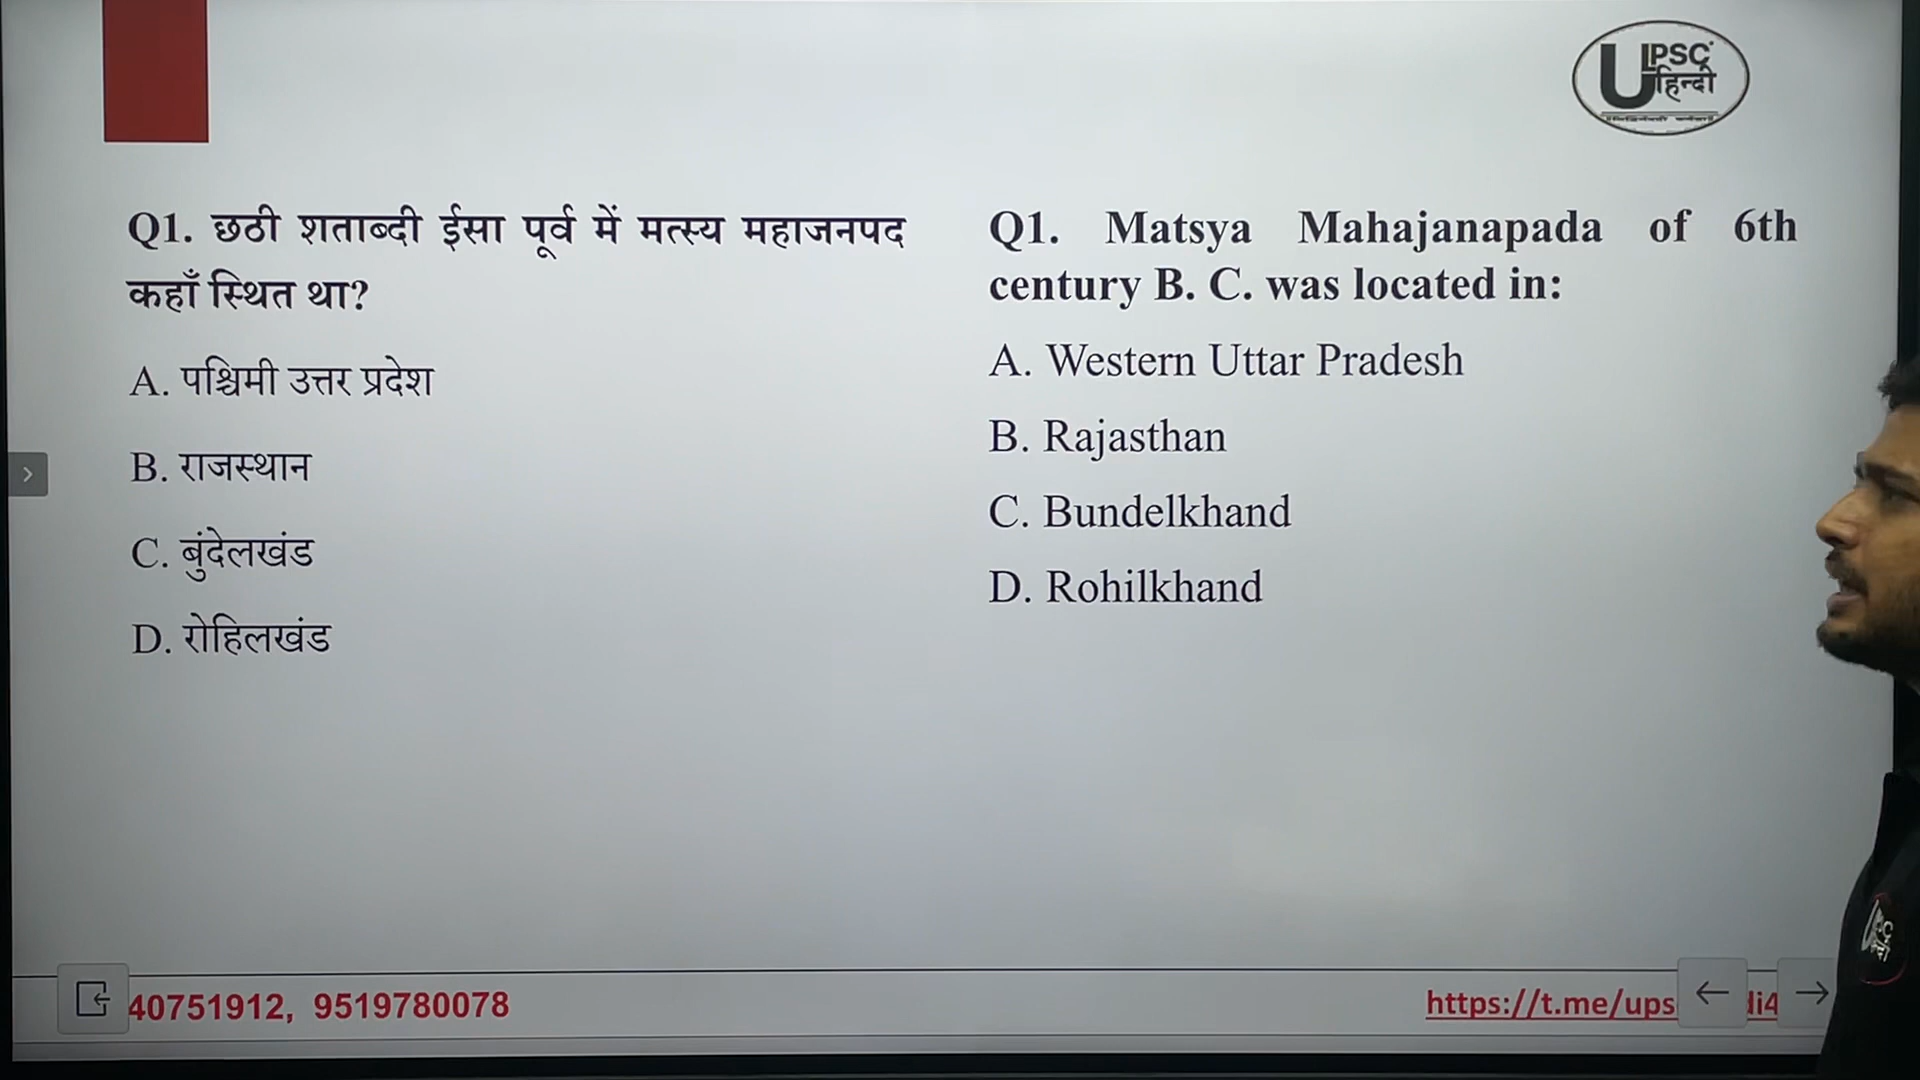 UPSC
हिन्दी
Q1. छठी शताब्दी ईसा पूर्व में मत्स्य महाजनपद
कहाँ स्थित था?
A. पश्चिमी उत्तर प्रदेश
B. राजस्थान
C. बुंदेलखंड
D. रोहिलखंड
Q1. Matsya Mahajanapada of 6th
century B. C. was located in:
A. Western Uttar Pradesh
B. Rajasthan
C. Bundelkhand
D. Rohilkhand
40751912, 9519780078
https://t.me/ups